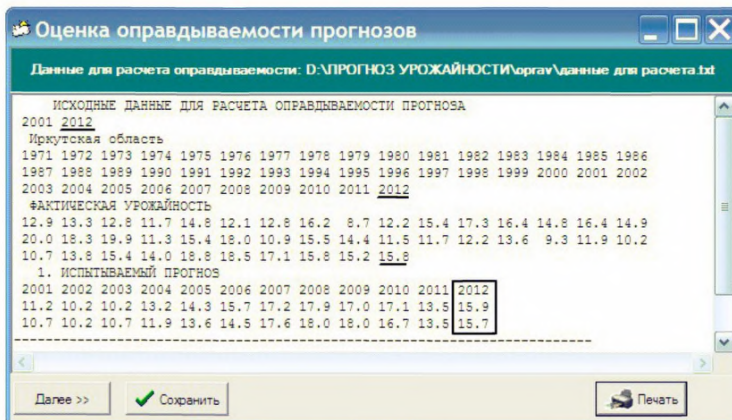 Оценка оправдываемости прогнозов
Данные для расчета оправдываемости: D:\ПРОГНОЗ УРОЖАЙНОСТИ\oprav\данные для расчета.txt
ИСХОДНЫЕ ДАННЫЕ ДЛЯ РАСЧЕТА ОПРАВДЫВАЕМОСТИ ПРОГНОЗА
2001 2012
Иркутская область
1971 1972 1973 1974 1975 1976 1977 1978 1979 1980 1981 1982 1983 1984 1985 1986
1987 1988 1989 1990 1991 1992 1993 1994 1995 1996 1997 1998 1999 2000 2001 2002
2003 2004 2005 2006 2007 2008 2009 2010 2011 2012
ФАКТИЧЕСКАЯ УРОЖАЙНОСТЬ
12.9 13.3 12.8 11.7 14.8 12.1 12.8 16.2 8.7 12.2 15.4 17.3 16.4 14.8 16.4 14.9
20.0 18.3 19.9 11.3 15.4 18.0 10.9 15.5 14.4 11.5 11.7 12.2 13.6 9.3 11.9 10.2
10.7 13.8 15.4 14.0 18.8 18.5 17.1 15.8 15.2 15.8
1. ИСПЫТЫВАЕМЫЙ ПРОГНОЗ
2001 2002 2003 2004 2005 2006 2007 2008 2009 2010 2011 2012
11.2 10.2 10.2 13.2 14.3 15.7 17.2 17.9 17.0 17.1 13.5 15.9
10.7 10.2 10.7 11.9 13.6 14.5 17.6 18.0 18.0 16.7 13.5 15.7
Далее >>
Сохранить
Печать